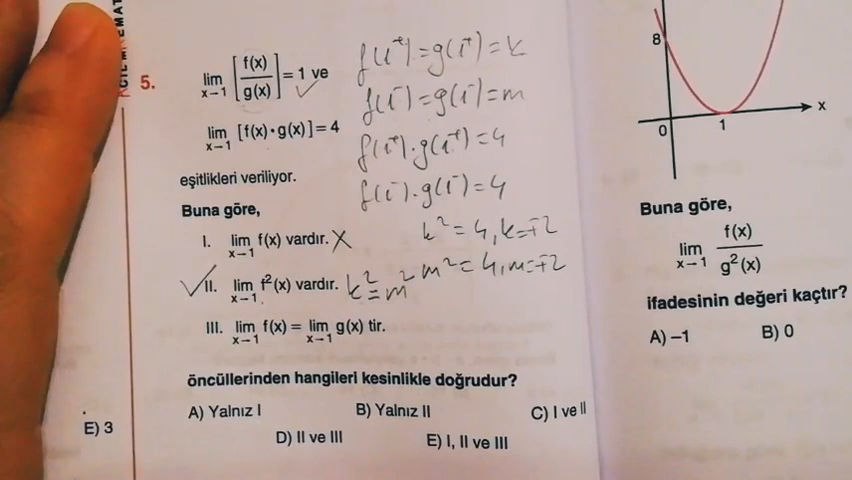 5.
lim x→1 [f(x)/g(x)] = 1 ve
lim x→1 [f(x)•g(x)] = 4
eşitlikleri veriliyor.
Buna göre,
I. lim x→1 f(x) vardır. X
II. lim x→1 f²(x) vardır. k² = m²
III. lim x→1 f(x) = lim x→1 g(x) tir.
öncüllerinden hangileri kesinlikle doğrudur?
A) Yalnız I B) Yalnız II C) I ve II
D) II ve III E) I, II ve III
f(1⁺) = g(1⁺) = k
f(1⁻) = g(1⁻) = m
f(1⁺)·g(1⁺) = 4
f(1⁻)·g(1⁻) = 4
k² = 4, k = ∓2
m² = 4, m = ∓2
E) 3
8
0
1
x
Buna göre,
lim x→1 f(x)/g²(x)
ifadesinin değeri kaçtır?
A) –1 B) 0